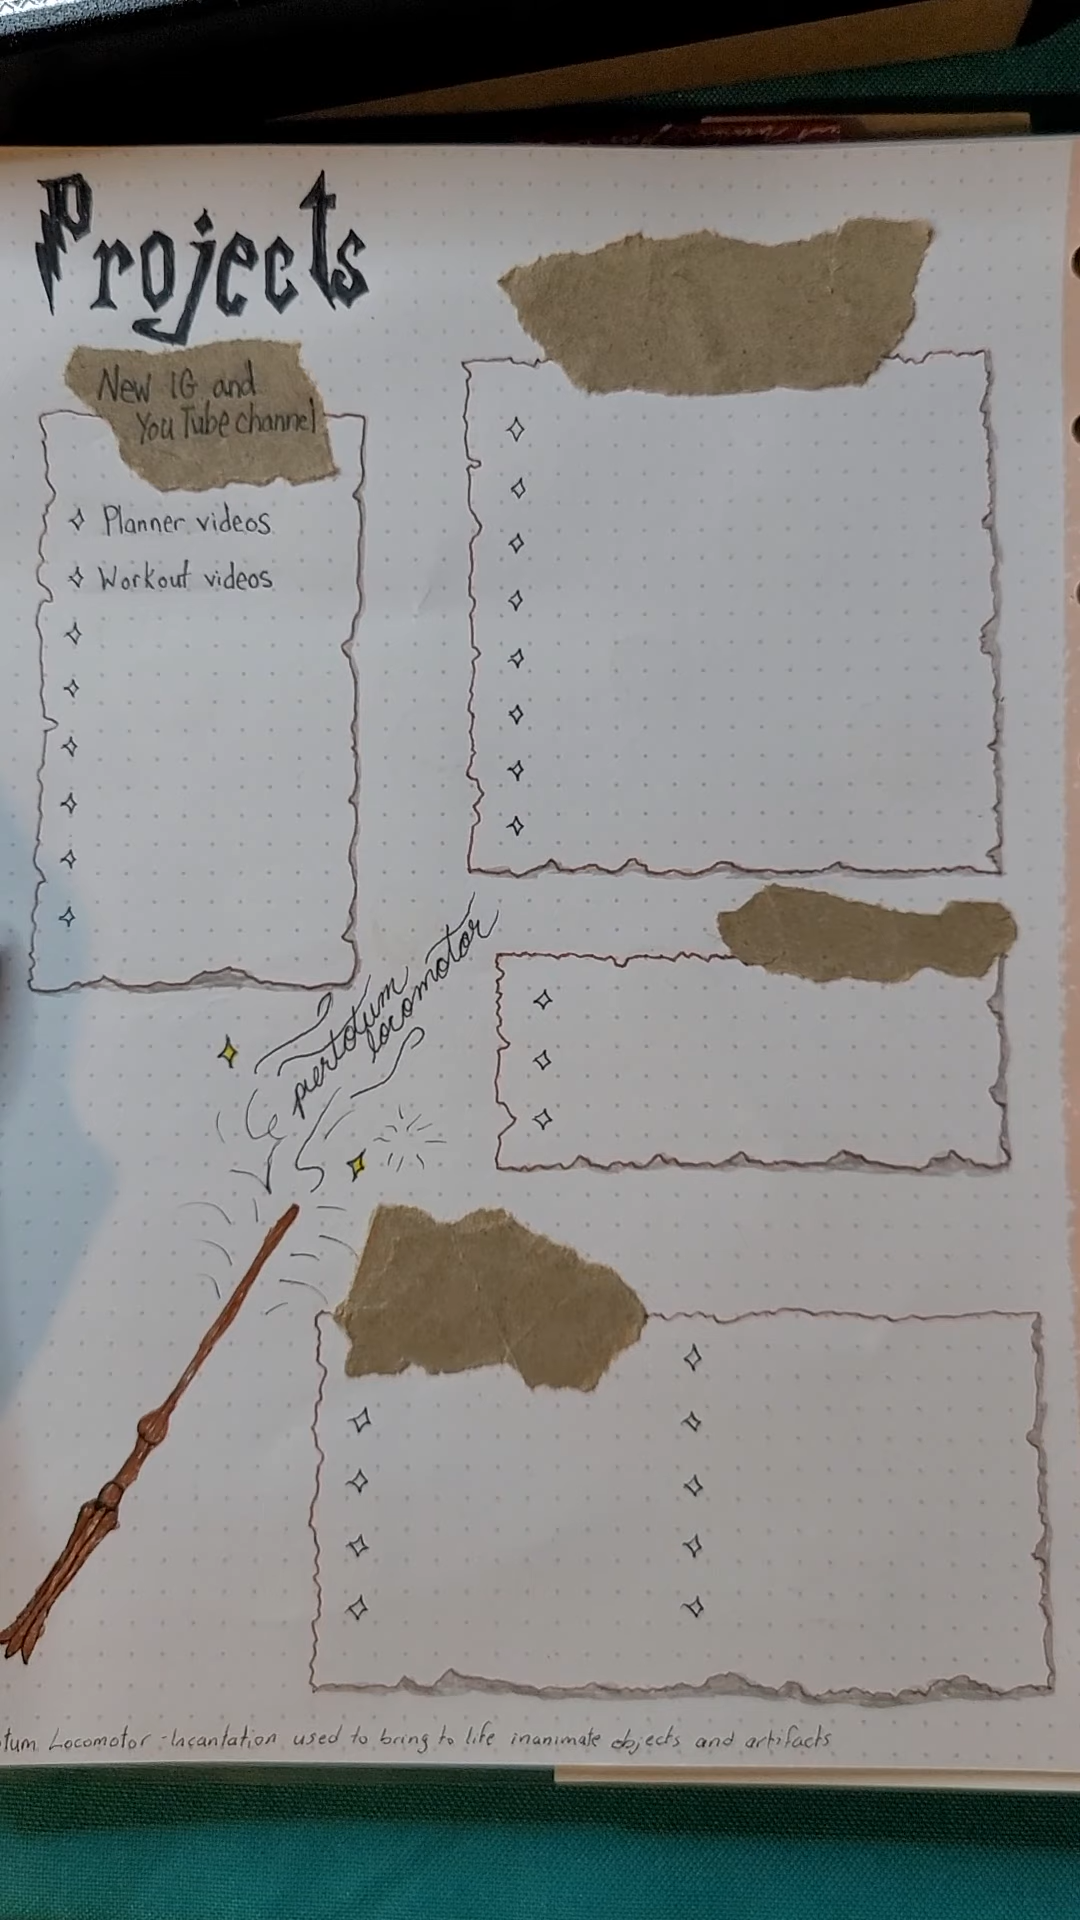 Projects
New IG and
YouTube channel
Planner videos
Workout videos
piertotum
locomotor
tum Locomotor - Incantation used to bring to life inanimate objects and artifacts